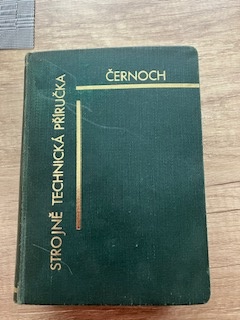 ČERNOCH
STROJNĚ TECHNICKÁ PŘÍRUČKA